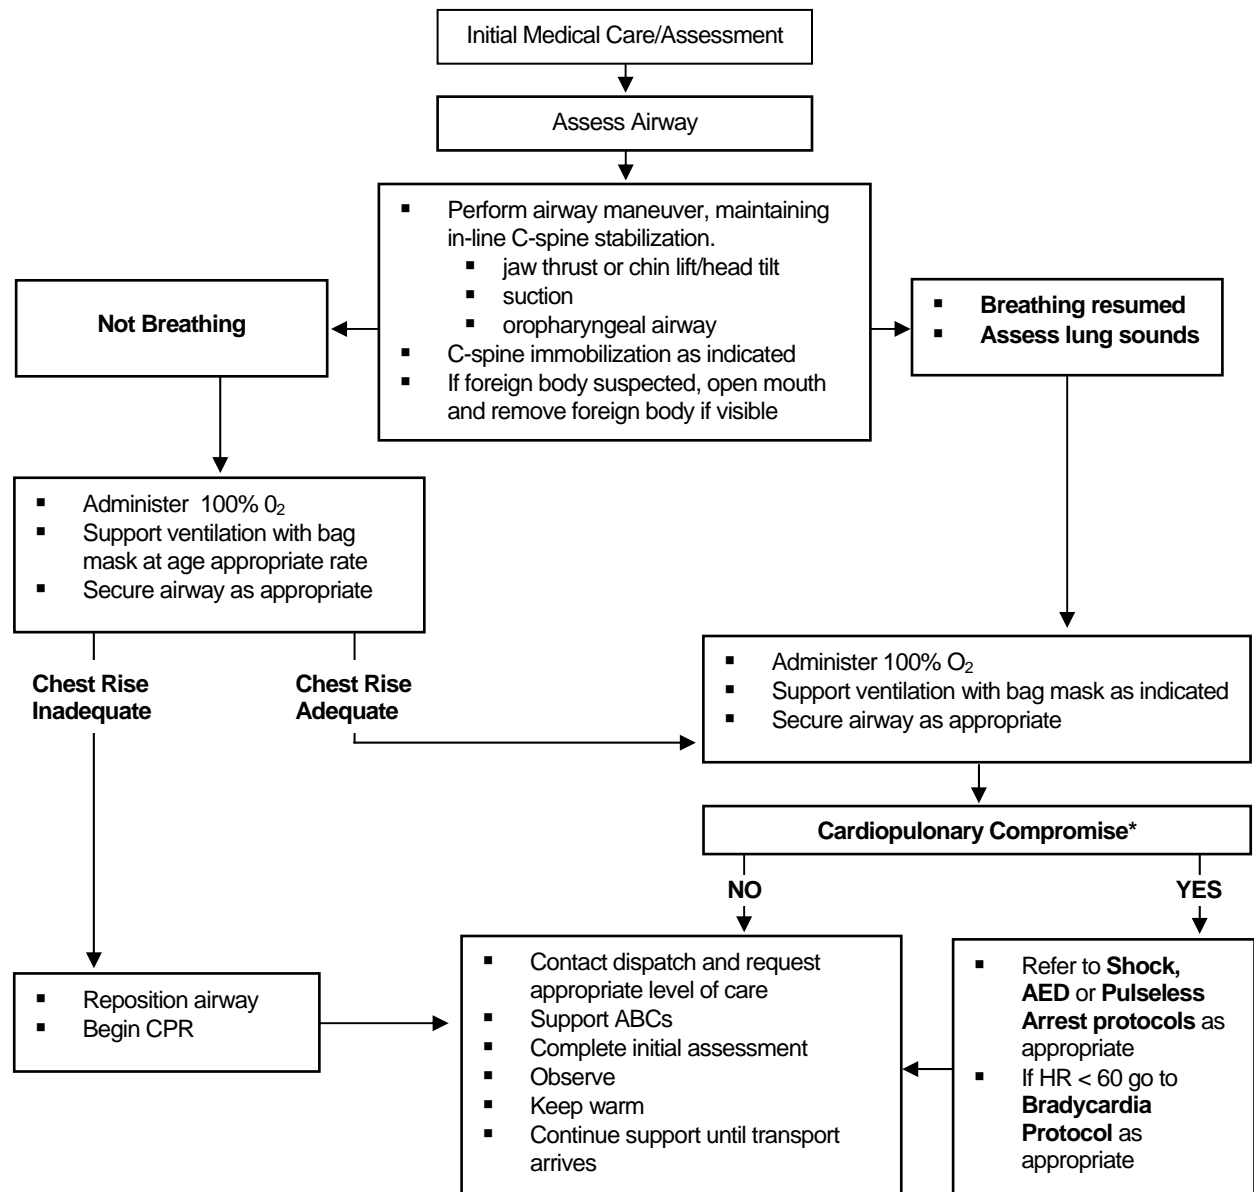 Initial Medical Care/Assessment
Assess Airway
▪ Perform airway maneuver, maintaining
in-line C-spine stabilization.
▪ jaw thrust or chin lift/head tilt
▪ suction
▪ oropharyngeal airway
▪ C-spine immobilization as indicated
▪ If foreign body suspected, open mouth
and remove foreign body if visible
Not Breathing
▪ Breathing resumed
▪ Assess lung sounds
▪ Administer 100% 0₂
▪ Support ventilation with bag
mask at age appropriate rate
▪ Secure airway as appropriate
Chest Rise
Inadequate
Chest Rise
Adequate
▪ Administer 100% O₂
▪ Support ventilation with bag mask as indicated
▪ Secure airway as appropriate
Cardiopulonary Compromise*
NO
YES
▪ Reposition airway
▪ Begin CPR
▪ Contact dispatch and request
appropriate level of care
▪ Support ABCs
▪ Complete initial assessment
▪ Observe
▪ Keep warm
▪ Continue support until transport
arrives
▪ Refer to Shock,
AED or Pulseless
Arrest protocols as
appropriate
▪ If HR < 60 go to
Bradycardia
Protocol as
appropriate